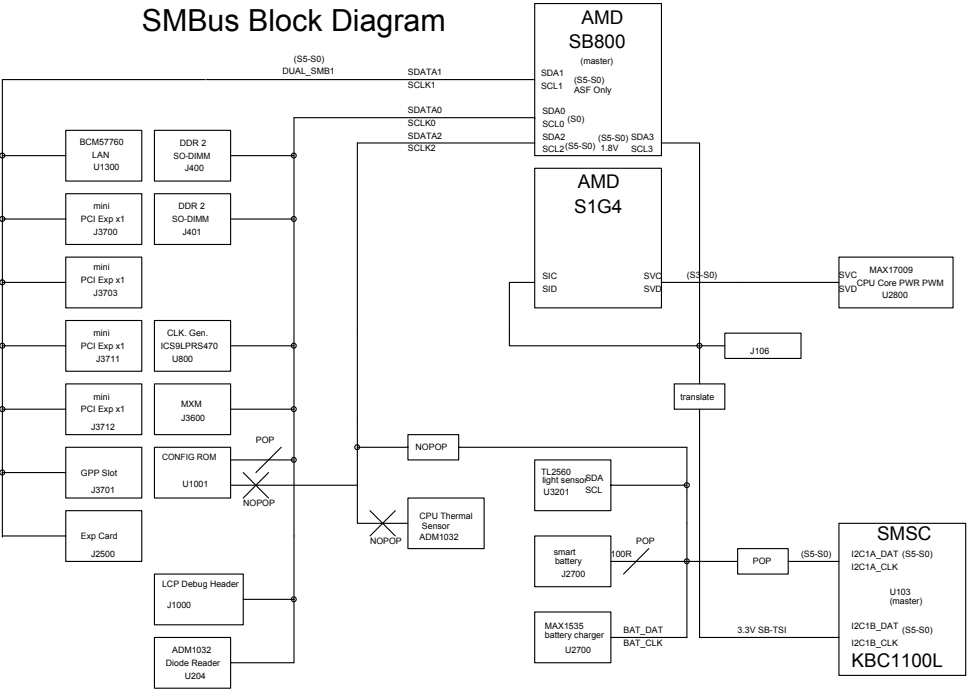 SMBus Block Diagram
AMD
SB800
(master)
SDA1
SCL1
(S5-S0)
ASF Only
SDA0
SCL0
(S0)
SDA2
SCL2
(S5-S0)
(S5-S0)
1.8V
SDA3
SCL3
(S5-S0)
DUAL_SMB1
SDATA1
SCLK1
SDATA0
SCLK0
SDATA2
SCLK2
BCM57760
LAN
U1300
DDR 2
SO-DIMM
J400
mini
PCI Exp x1
J3700
DDR 2
SO-DIMM
J401
mini
PCI Exp x1
J3703
mini
PCI Exp x1
J3711
CLK. Gen.
ICS9LPRS470
U800
mini
PCI Exp x1
J3712
MXM
J3600
GPP Slot
J3701
CONFIG ROM
U1001
POP
NOPOP
Exp Card
J2500
LCP Debug Header
J1000
ADM1032
Diode Reader
U204
AMD
S1G4
SIC
SID
SVC
SVD
(S3-S0)
SVC
SVD
MAX17009
CPU Core PWR PWM
U2800
J106
translate
NOPOP
NOPOP
CPU Thermal
Sensor
ADM1032
TL2560
light sensor
U3201
SDA
SCL
smart
battery
J2700
100R
POP
MAX1535
battery charger
U2700
BAT_DAT
BAT_CLK
POP
(S5-S0)
3.3V SB-TSI
SMSC
I2C1A_DAT (S5-S0)
I2C1A_CLK
U103
(master)
I2C1B_DAT (S5-S0)
I2C1B_CLK
KBC1100L